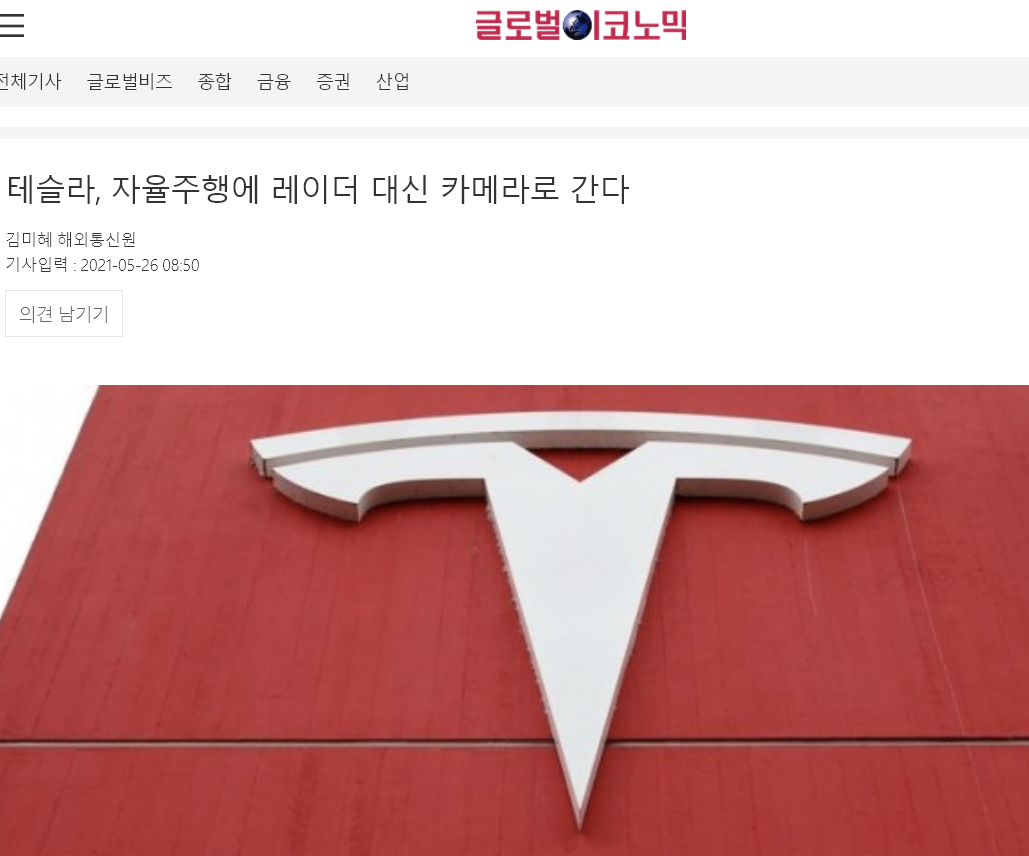 글로벌이코노믹
전체기사 글로벌비즈 종합 금융 증권 산업
테슬라, 자율주행에 레이더 대신 카메라로 간다
김미혜 해외통신원
기사입력 : 2021-05-26 08:50
의견 남기기